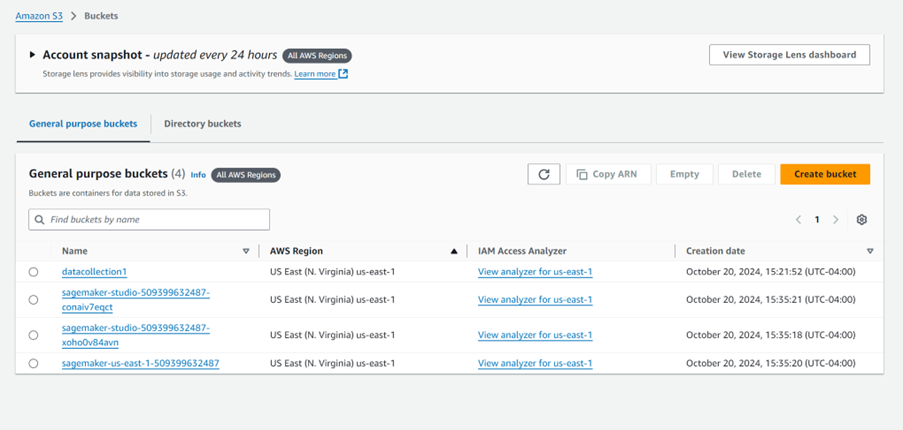 Amazon S3 > Buckets
Account snapshot - updated every 24 hours All AWS Regions View Storage Lens dashboard
Storage lens provides visibility into storage usage and activity trends. Learn more
General purpose buckets Directory buckets
General purpose buckets (4) Info All AWS Regions Copy ARN Empty Delete Create bucket
Buckets are containers for data stored in S3.
Find buckets by name 1
Name AWS Region IAM Access Analyzer Creation date
datacollection1 US East (N. Virginia) us-east-1 View analyzer for us-east-1 October 20, 2024, 15:21:52 (UTC-04:00)
sagemaker-studio-509399632487-
conaiv7eqct US East (N. Virginia) us-east-1 View analyzer for us-east-1 October 20, 2024, 15:35:21 (UTC-04:00)
sagemaker-studio-509399632487-
xoho0v84avn US East (N. Virginia) us-east-1 View analyzer for us-east-1 October 20, 2024, 15:35:18 (UTC-04:00)
sagemaker-us-east-1-509399632487 US East (N. Virginia) us-east-1 View analyzer for us-east-1 October 20, 2024, 15:35:20 (UTC-04:00)